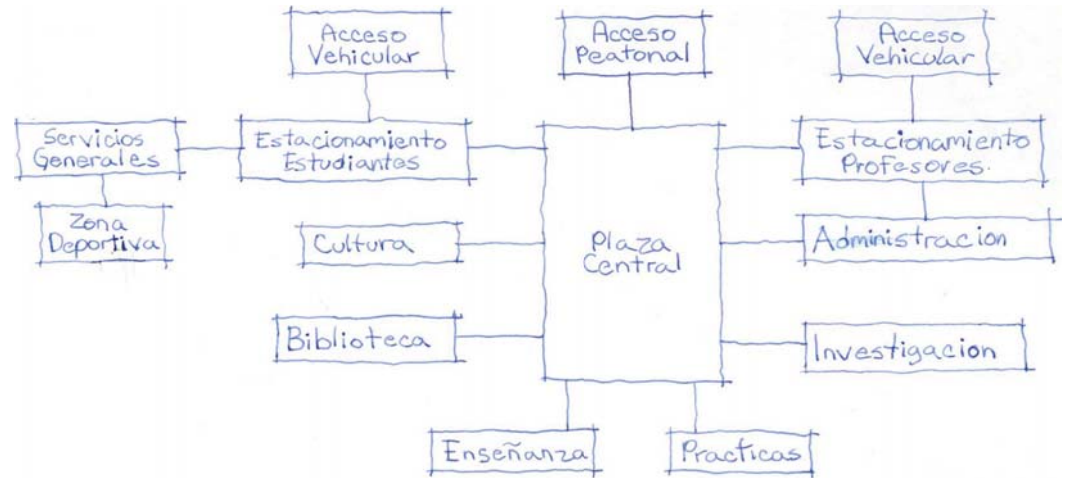 Acceso
Vehicular
Acceso
Peatonal
Acceso
Vehicular
Servicios
Generales
Estacionamiento
Estudiantes
Estacionamiento
Profesores.
Zona
Deportiva
Cultura
Plaza
Central
Administracion
Biblioteca
Investigacion
Enseñanza
Practicas